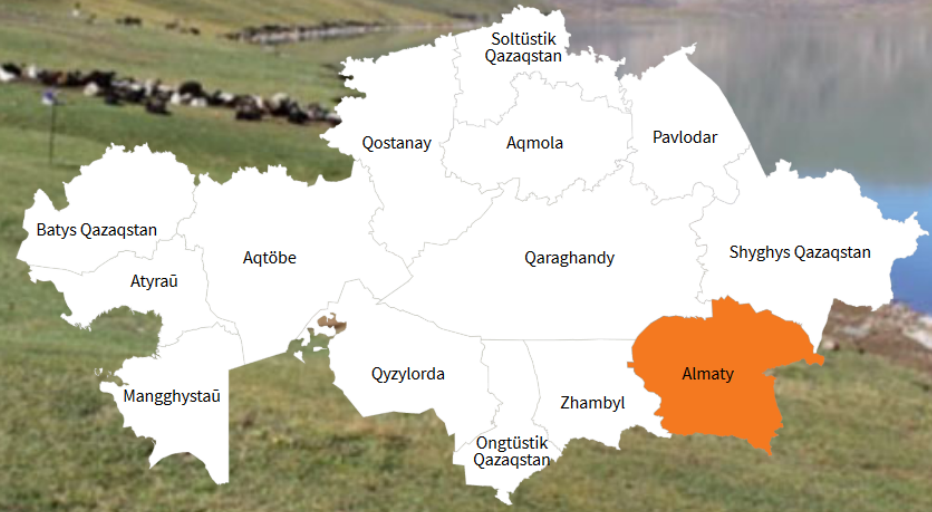 Soltüstik
Qazaqstan
Qostanay
Aqmola
Pavlodar
Batys Qazaqstan
Aqtöbe
Qaraghandy
Shyghys Qazaqstan
Atyraū
Mangghystaū
Qyzylorda
Almaty
Zhambyl
Ongtüstik
Qazaqstan